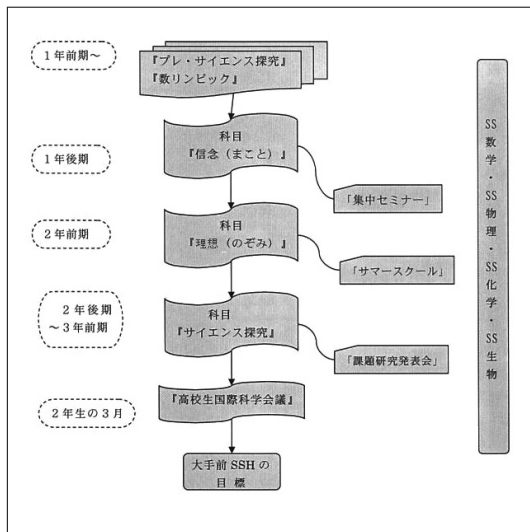 1年前期～
『プレ・サイエンス探究』
『数リンピック』
1年後期
科目
『信念（まこと）』
「集中セミナー」
2年前期
科目
『理想（のぞみ）』
「サマースクール」
2年後期
～3年前期
科目
『サイエンス探究』
「課題研究発表会」
2年生の3月
『高校生国際科学会議』
大手前SSHの
目 標
SS数学・SS物理・SS化学・SS生物